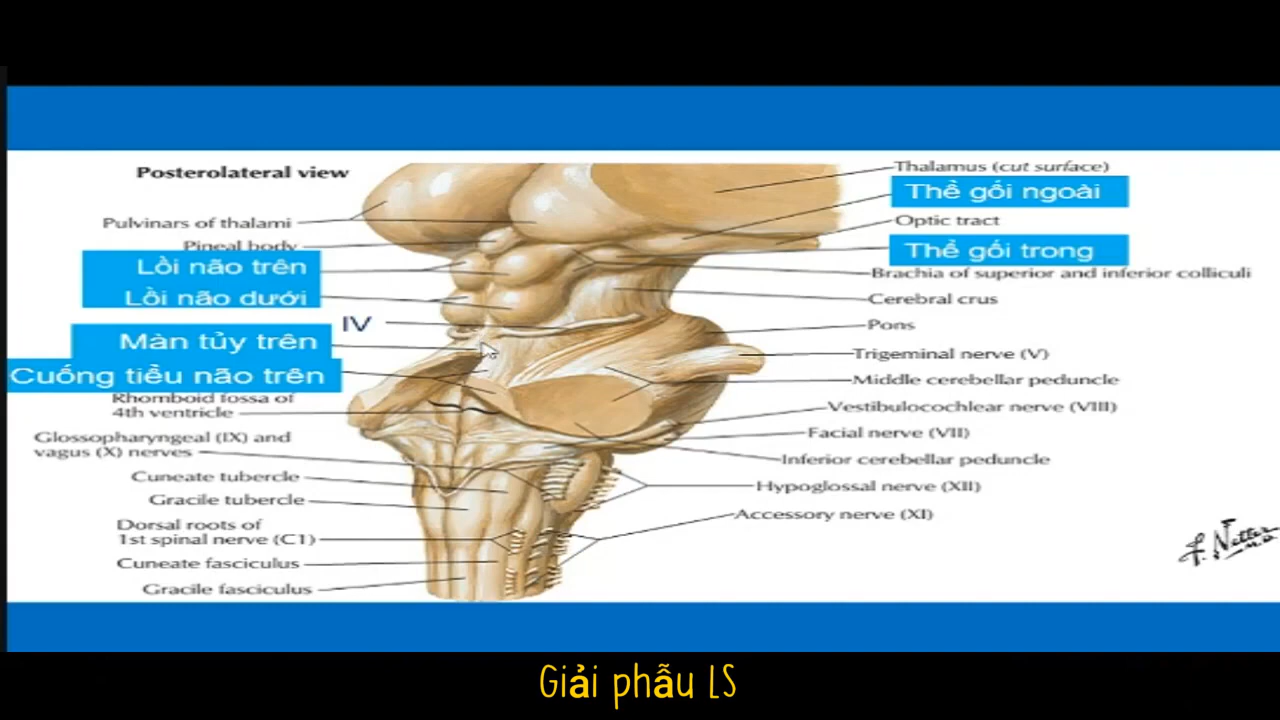 Posterolateral view
Pulvinars of thalami
Pineal body
Lồi não trên
Lồi não dưới
IV
Màn tủy trên
Cuống tiểu não trên
Rhomboid fossa of
4th ventricle
Glossopharyngeal (IX) and
vagus (X) nerves
Cuneate tubercle
Gracile tubercle
Dorsal roots of
1st spinal nerve (C1)
Cuneate fasciculus
Gracile fasciculus
Thalamus (cut surface)
Thể gối ngoài
Optic tract
Thể gối trong
Brachia of superior and inferior colliculi
Cerebral crus
Pons
Trigeminal nerve (V)
Middle cerebellar peduncle
Vestibulocochlear nerve (VIII)
Facial nerve (VII)
Inferior cerebellar peduncle
Hypoglossal nerve (XII)
Accessory nerve (XI)
F. Netter
M.D.
Giải phẫu LS